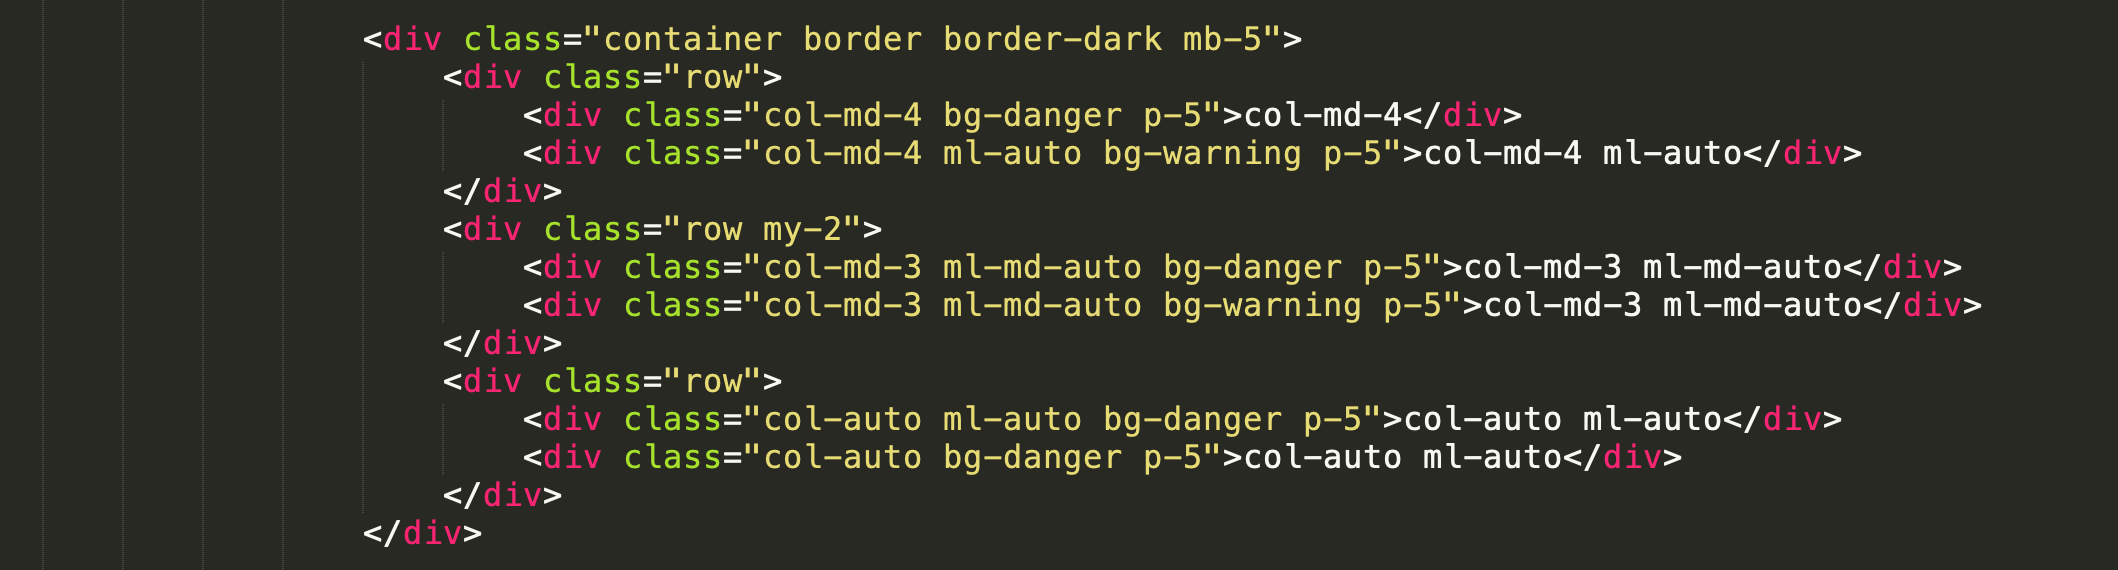 <div class="container border border-dark mb-5">
<div class="row">
<div class="col-md-4 bg-danger p-5">col-md-4</div>
<div class="col-md-4 ml-auto bg-warning p-5">col-md-4 ml-auto</div>
</div>
<div class="row my-2">
<div class="col-md-3 ml-md-auto bg-danger p-5">col-md-3 ml-md-auto</div>
<div class="col-md-3 ml-md-auto bg-warning p-5">col-md-3 ml-md-auto</div>
</div>
<div class="row">
<div class="col-auto ml-auto bg-danger p-5">col-auto ml-auto</div>
<div class="col-auto bg-danger p-5">col-auto ml-auto</div>
</div>
</div>